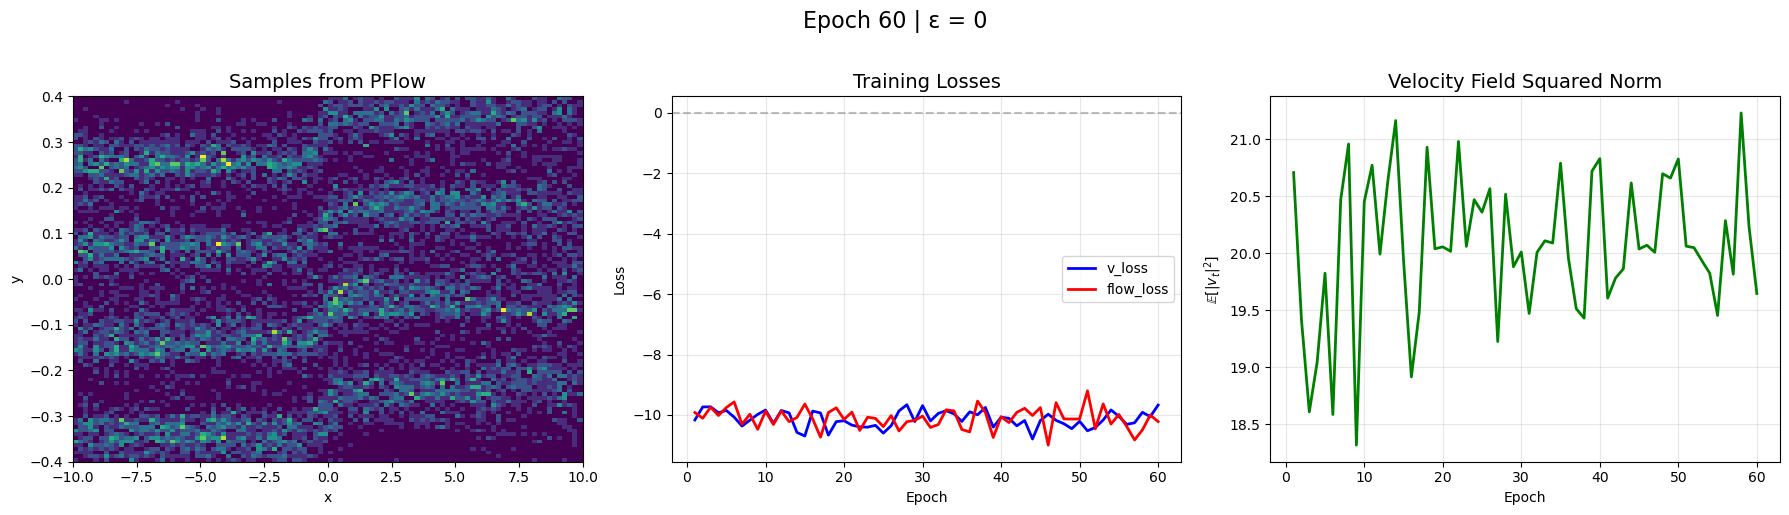 Epoch 60 | ε = 0
Samples from PFlow
0.4
0.3
0.2
0.1
0.0
−0.1
−0.2
−0.3
−0.4
y
−10.0 −7.5 −5.0 −2.5 0.0 2.5 5.0 7.5 10.0
x
Training Losses
0
−2
−4
−6
−8
−10
Loss
v_loss
flow_loss
0 10 20 30 40 50 60
Epoch
Velocity Field Squared Norm
21.0
20.5
20.0
19.5
19.0
18.5
𝔼[|v_t|²]
0 10 20 30 40 50 60
Epoch